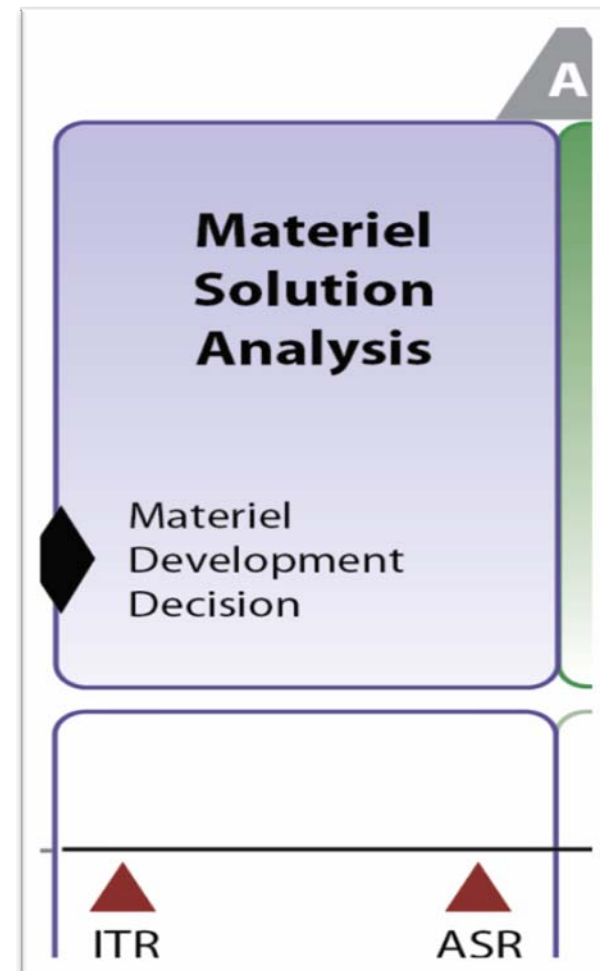 A
Materiel
Solution
Analysis
Materiel
Development
Decision
ITR
ASR